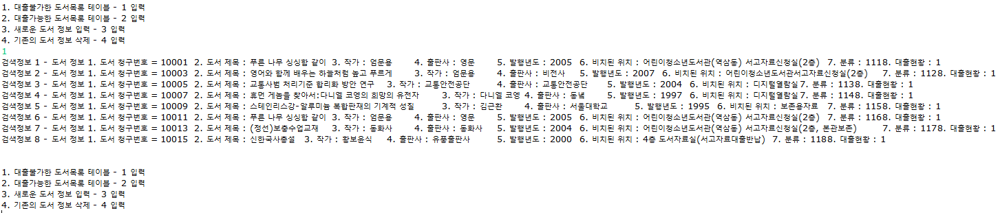 1. 대출불가한 도서목록 테이블 - 1 입력
2. 대출가능한 도서목록 테이블 - 2 입력
3. 새로운 도서 정보 입력 - 3 입력
4. 기존의 도서 정보 삭제 - 4 입력
1
검색정보 1 - 도서 정보 1. 도서 청구번호 = 10001 2. 도서 제목 : 푸른 나무 싱싱함 같이 3. 작가 : 엄문용 4. 출판사 : 영문 5. 발행년도 : 2005 6. 비치된 위치 : 어린이청소년도서관(역삼동) 서고자료신청실(2층) 7. 분류 : 1118. 대출현황 : 1
검색정보 2 - 도서 정보 1. 도서 청구번호 = 10003 2. 도서 제목 : 영어와 함께 배우는 하늘처럼 높고 푸르게 3. 작가 : 엄문용 4. 출판사 : 비전사 5. 발행년도 : 2007 6. 비치된 위치 : 어린이청소년도서관서고자료신청실(2층) 7. 분류 : 1128. 대출현황 : 1
검색정보 3 - 도서 정보 1. 도서 청구번호 = 10005 2. 도서 제목 : 교통사범 처리기준 합리화 방안 연구 3. 작가 : 교통안전공단 4. 출판사 : 교통안전공단 5. 발행년도 : 2004 6. 비치된 위치 : 디지털열람실 7. 분류 : 1138. 대출현황 : 1
검색정보 4 - 도서 정보 1. 도서 청구번호 = 10007 2. 도서 제목 : 휴먼 게놈을 찾아서:다니엘 코엥의 희망의 유전자 3. 작가 : 다니엘 코엥 4. 출판사 : 동녘 5. 발행년도 : 1997 6. 비치된 위치 : 디지털열람실 7. 분류 : 1148. 대출현황 : 1
검색정보 5 - 도서 정보 1. 도서 청구번호 = 10009 2. 도서 제목 : 스테인리스강-알루미늄 복합판재의 기계적 성질 3. 작가 : 김근환 4. 출판사 : 서울대학교 5. 발행년도 : 1995 6. 비치된 위치 : 보존용자료 7. 분류 : 1158. 대출현황 : 1
검색정보 6 - 도서 정보 1. 도서 청구번호 = 10011 2. 도서 제목 : 푸른 나무 싱싱함 같이 3. 작가 : 엄문용 4. 출판사 : 영문 5. 발행년도 : 2005 6. 비치된 위치 : 어린이청소년도서관(역삼동) 서고자료신청실(2층) 7. 분류 : 1168. 대출현황 : 1
검색정보 7 - 도서 정보 1. 도서 청구번호 = 10013 2. 도서 제목 : (정선)보충수업교재 3. 작가 : 동화사 4. 출판사 : 동화사 5. 발행년도 : 2004 6. 비치된 위치 : 어린이청소년도서관(역삼동) 서고자료신청실(2층, 본관보존) 7. 분류 : 1178. 대출현황 : 1
검색정보 8 - 도서 정보 1. 도서 청구번호 = 10015 2. 도서 제목 : 신한국사총설 3. 작가 : 황보윤식 4. 출판사 : 유풍출판사 5. 발행년도 : 2000 6. 비치된 위치 : 4층 도서자료실(서고자료대출반납) 7. 분류 : 1188. 대출현황 : 1
1. 대출불가한 도서목록 테이블 - 1 입력
2. 대출가능한 도서목록 테이블 - 2 입력
3. 새로운 도서 정보 입력 - 3 입력
4. 기존의 도서 정보 삭제 - 4 입력